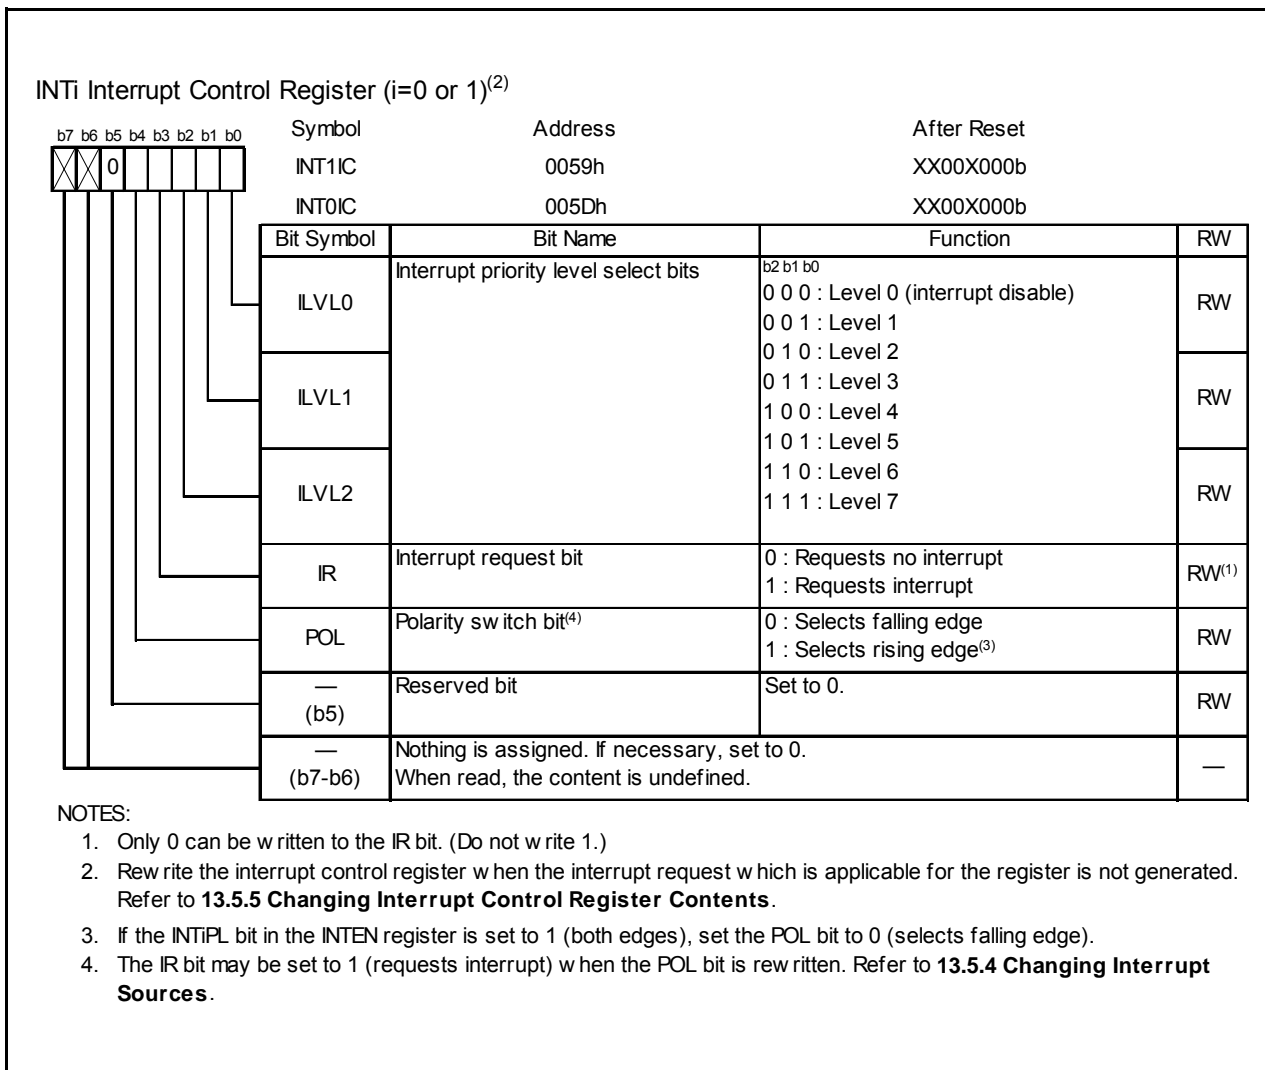 INTi Interrupt Control Register (i=0 or 1)(2)
b7 b6 b5 b4 b3 b2 b1 b0
Symbol Address After Reset
0
INT1IC 0059h XX00X000b
INT0IC 005Dh XX00X000b
Bit Symbol Bit Name Function RW
ILVL0 Interrupt priority level select bits b2 b1 b0 RW
0 0 0 : Level 0 (interrupt disable)
0 0 1 : Level 1
0 1 0 : Level 2
ILVL1 0 1 1 : Level 3 RW
1 0 0 : Level 4
1 0 1 : Level 5
ILVL2 1 1 0 : Level 6 RW
1 1 1 : Level 7
IR Interrupt request bit 0 : Requests no interrupt RW(1)
1 : Requests interrupt
POL Polarity switch bit(4) 0 : Selects falling edge RW
1 : Selects rising edge(3)
— Reserved bit Set to 0. RW
(b5)
— Nothing is assigned. If necessary, set to 0. —
(b7-b6) When read, the content is undefined.
NOTES:
1. Only 0 can be written to the IR bit. (Do not write 1.)
2. Rewrite the interrupt control register when the interrupt request which is applicable for the register is not generated.
Refer to 13.5.5 Changing Interrupt Control Register Contents.
3. If the INTiPL bit in the INTEN register is set to 1 (both edges), set the POL bit to 0 (selects falling edge).
4. The IR bit may be set to 1 (requests interrupt) when the POL bit is rewritten. Refer to 13.5.4 Changing Interrupt
Sources.